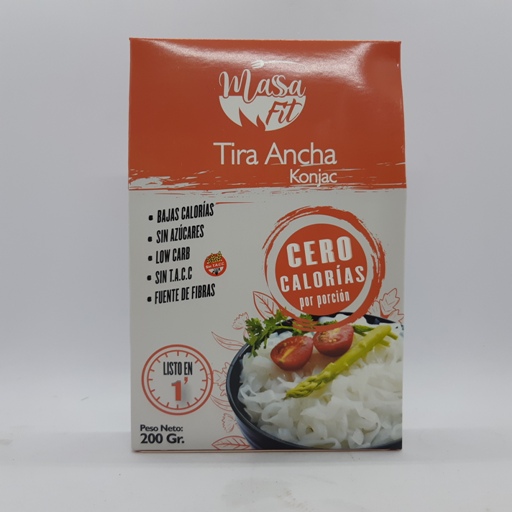 Massa
Fit
Tira Ancha
Konjac
• BAJAS CALORÍAS
• SIN AZÚCARES
• LOW CARB
• SIN T.A.C.C
• FUENTE DE FIBRAS
CERO
CALORÍAS
por porción
LISTO EN
1'
Peso Neto:
200 Gr.